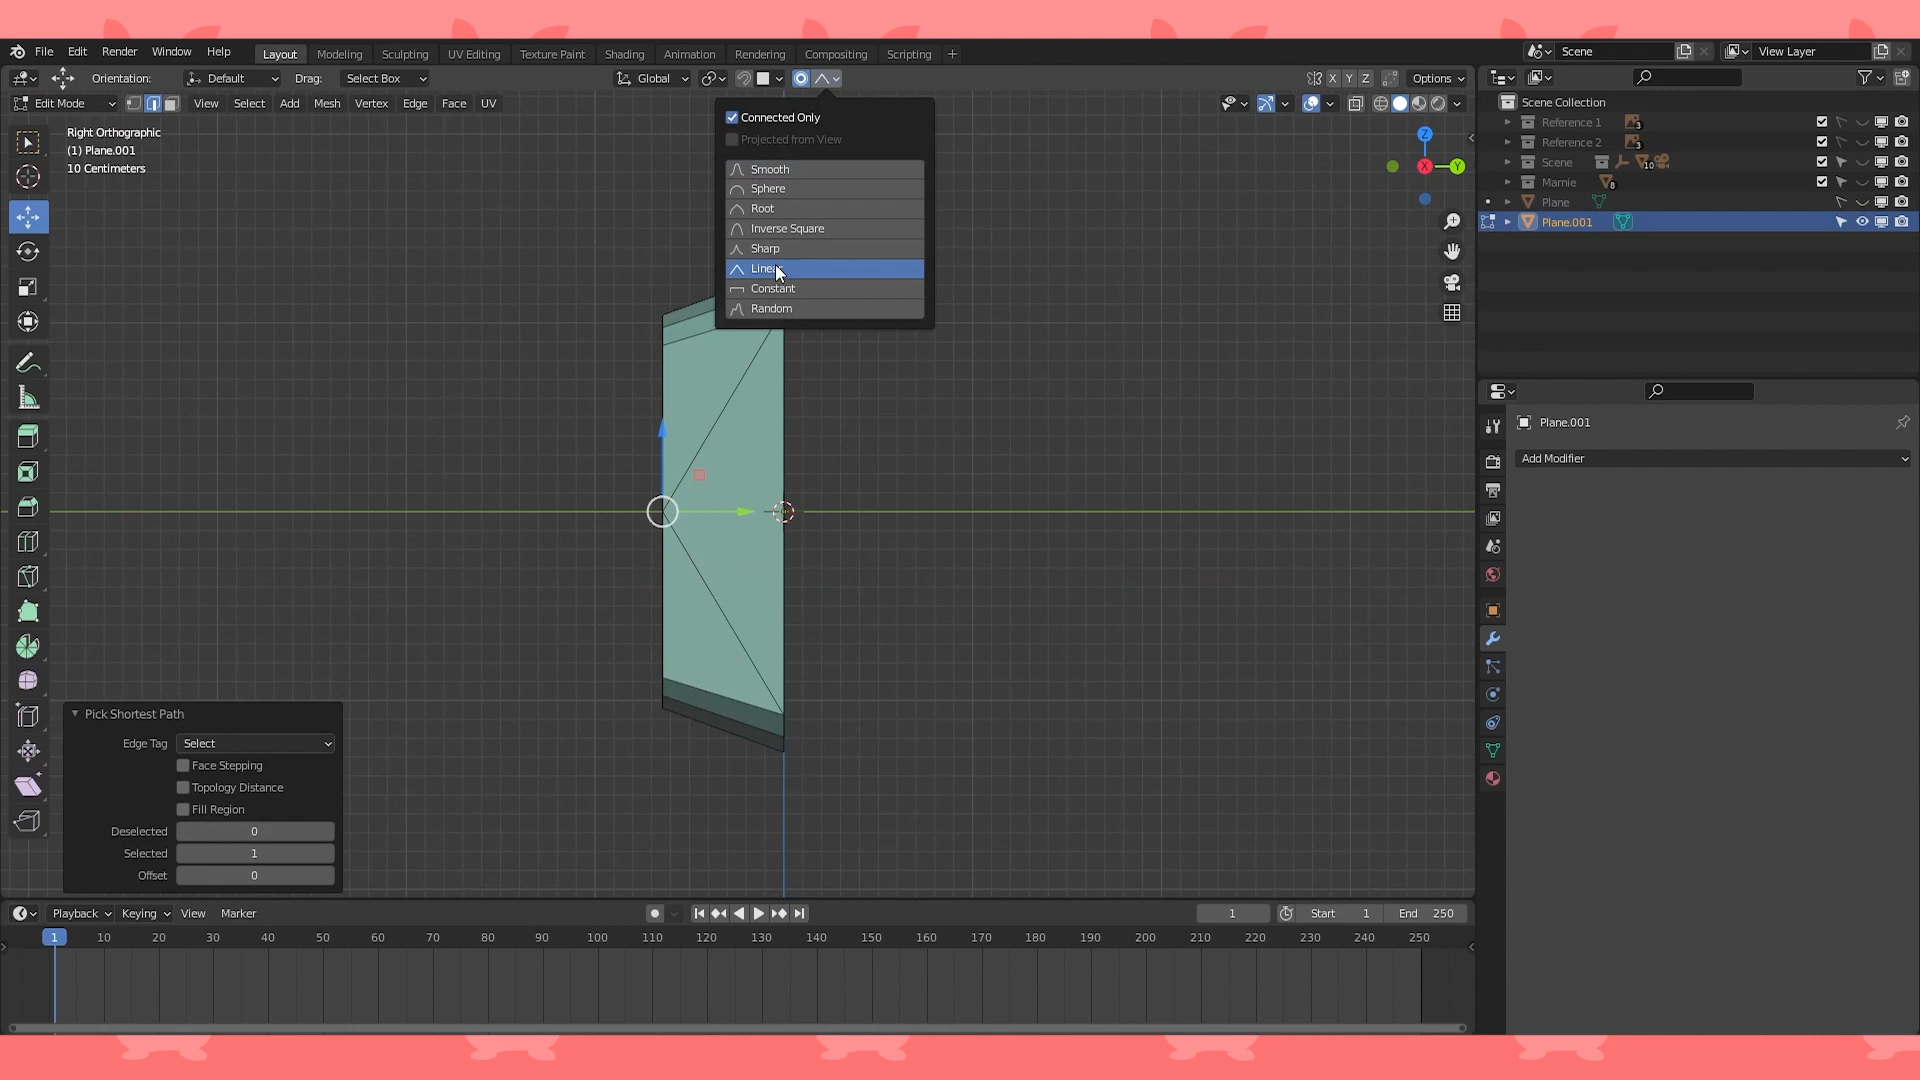 File Edit Render Window Help Layout Modeling Sculpting UV Editing Texture Paint Shading Animation Rendering Compositing Scripting + Scene View Layer
Orientation: Default Drag: Select Box Global X Y Z Options
Edit Mode View Select Add Mesh Vertex Edge Face UV
Right Orthographic
(1) Plane.001
10 Centimeters
Connected Only
Projected from View
Smooth
Sphere
Root
Inverse Square
Sharp
Constant
Random
Z
X
Y
Scene Collection
Reference 1 3
Reference 2 3
Scene 10
Marnie 8
Plane
Plane.001
Plane.001
Add Modifier
Pick Shortest Path
Edge Tag Select
Face Stepping
Topology Distance
Fill Region
Deselected 0
Selected 1
Offset 0
Playback Keying View Marker 1 Start 1 End 250
1 10 20 30 40 50 60 70 80 90 100 110 120 130 140 150 160 170 180 190 200 210 220 230 240 250